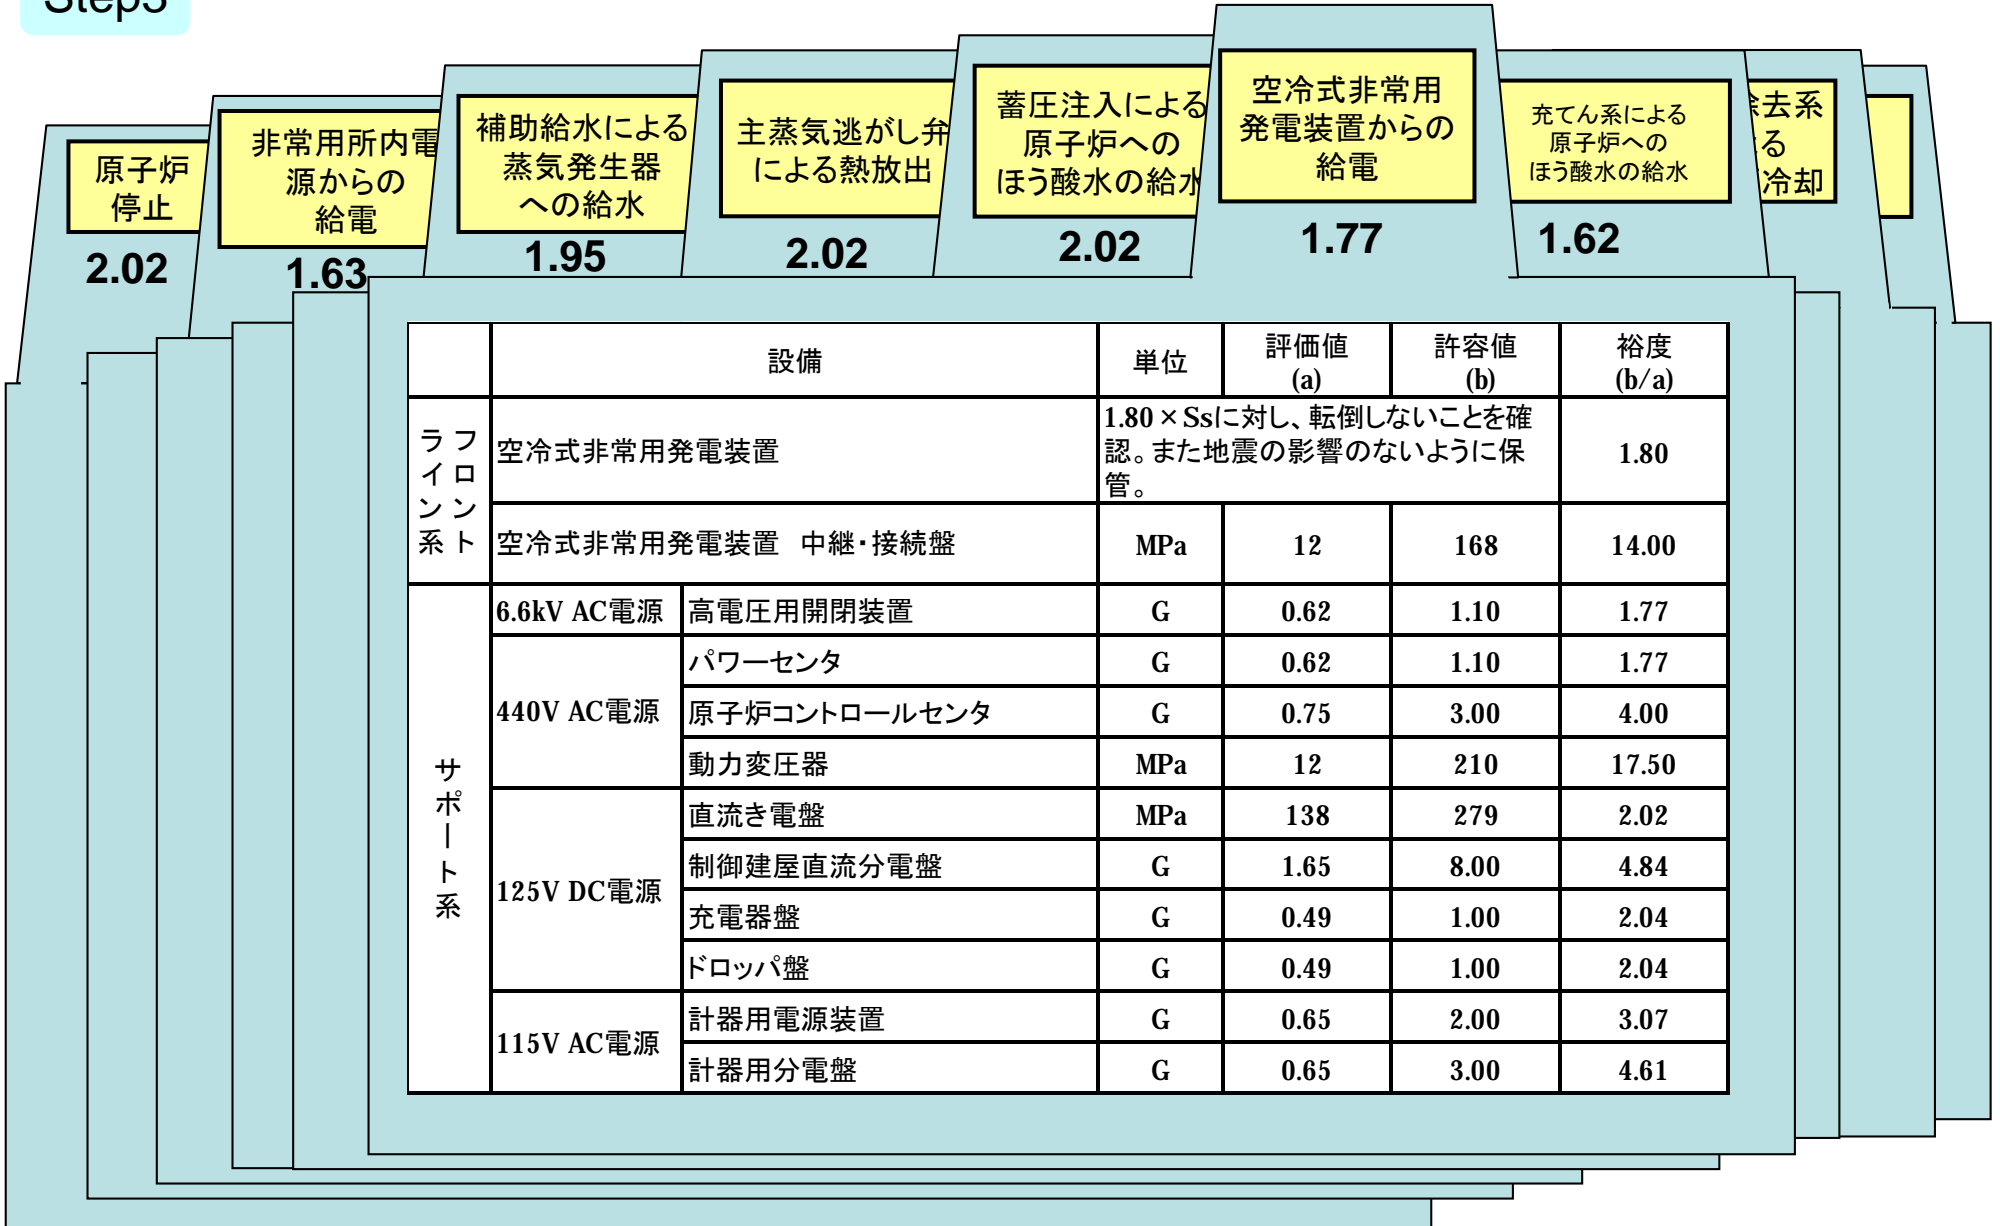 Step3
原子炉
停止
2.02
非常用所内電
源からの
給電
1.63
補助給水による
蒸気発生器
への給水
1.95
主蒸気逃がし弁
による熱放出
2.02
蓄圧注入による
原子炉への
ほう酸水の給水
2.02
空冷式非常用
発電装置からの
給電
1.77
充てん系による
原子炉への
ほう酸水の給水
1.62
去系
る
冷却
設備
単位
評価値
(a)
許容値
(b)
裕度
(b/a)
フロント
ライン系
空冷式非常用発電装置
1.80×Ssに対し、転倒しないことを確
認。また地震の影響のないように保
管。
1.80
空冷式非常用発電装置 中継・接続盤 MPa 12 168 14.00
サポート系
6.6kV AC電源 高電圧用開閉装置 G 0.62 1.10 1.77
440V AC電源
パワーセンタ G 0.62 1.10 1.77
原子炉コントロールセンタ G 0.75 3.00 4.00
動力変圧器 MPa 12 210 17.50
125V DC電源
直流き電盤 MPa 138 279 2.02
制御建屋直流分電盤 G 1.65 8.00 4.84
充電器盤 G 0.49 1.00 2.04
ドロッパ盤 G 0.49 1.00 2.04
115V AC電源
計器用電源装置 G 0.65 2.00 3.07
計器用分電盤 G 0.65 3.00 4.61